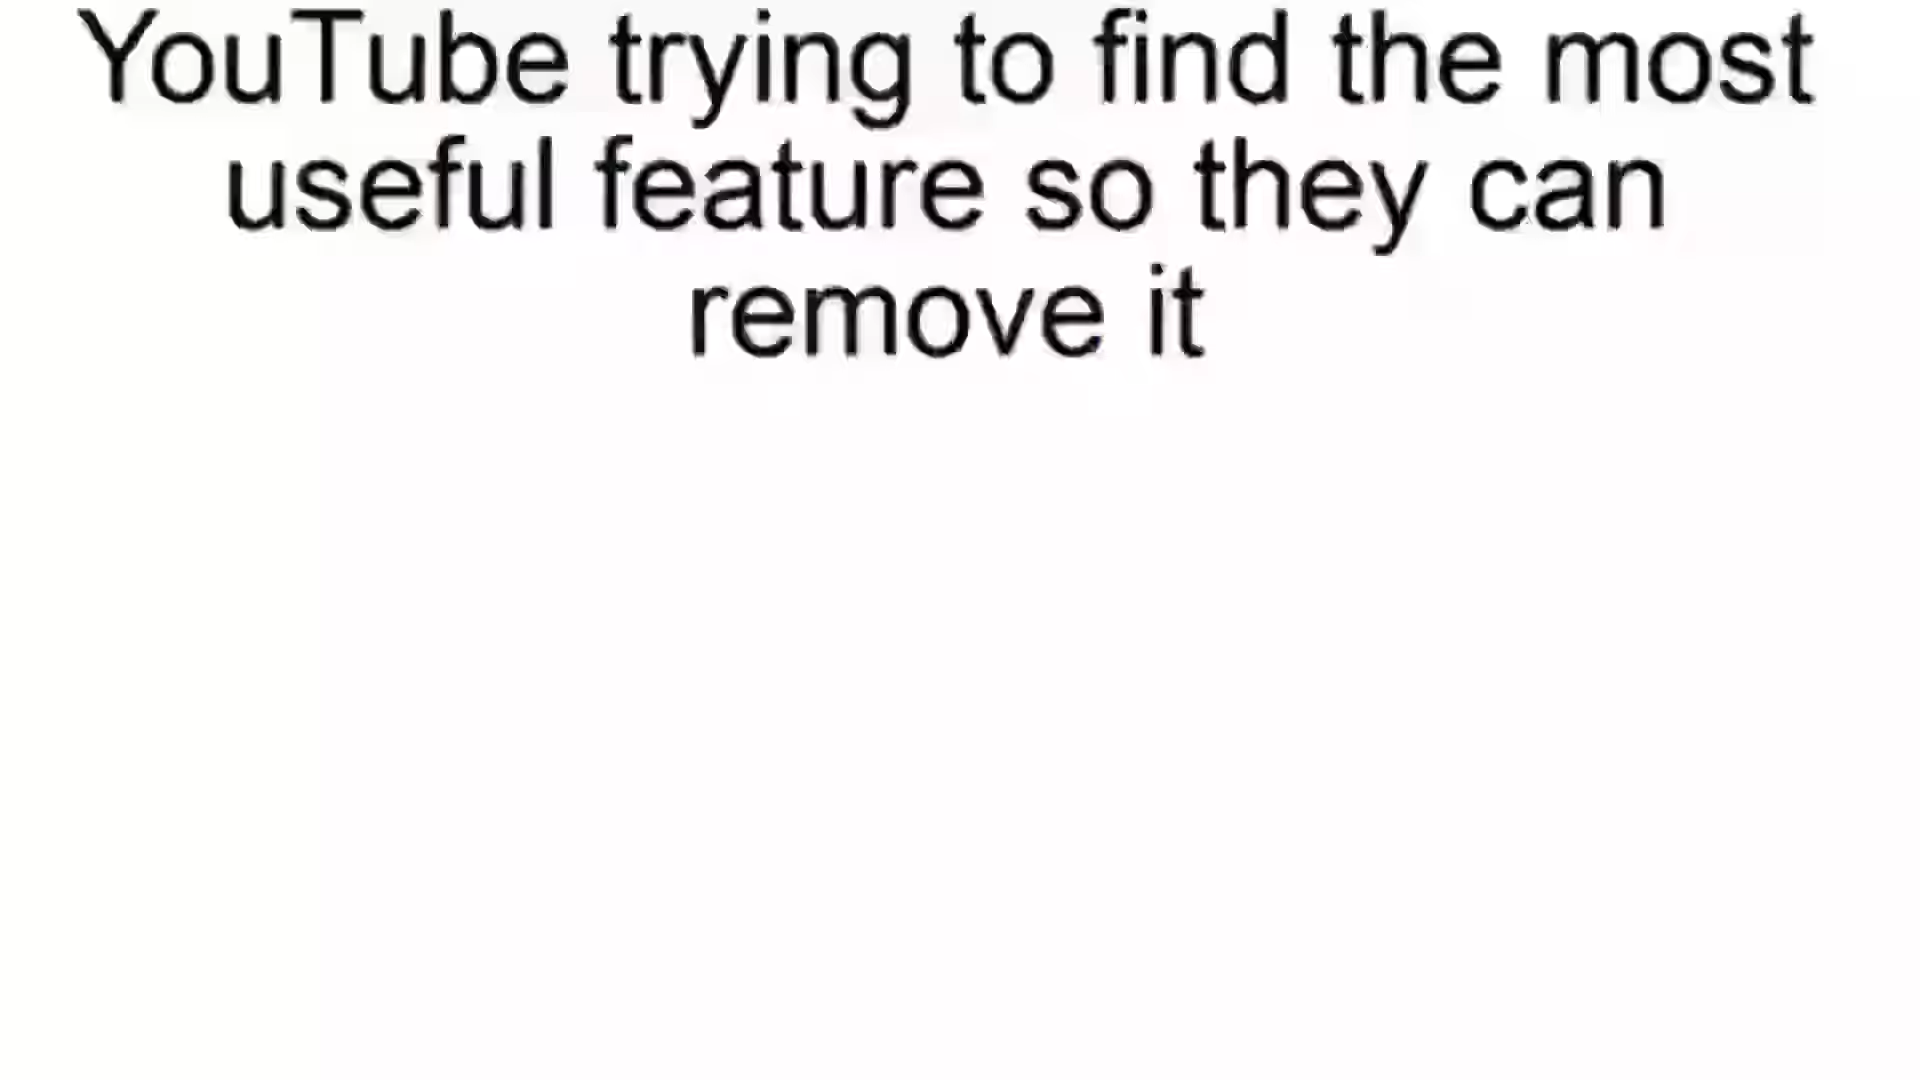 YouTube trying to find the most
useful feature so they can
remove it